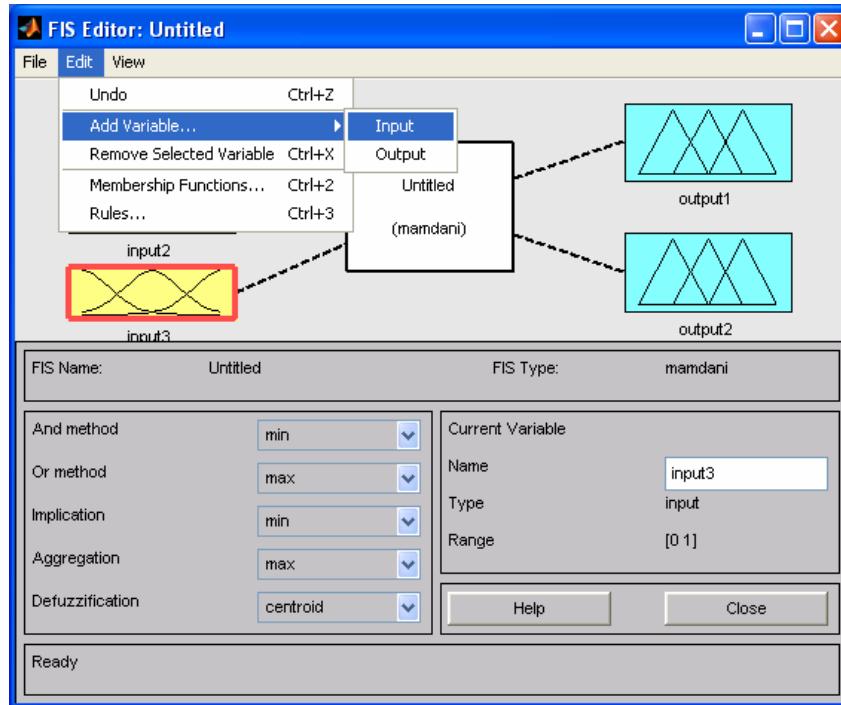 FIS Editor: Untitled
File Edit View
Undo Ctrl+Z
Add Variable...
Remove Selected Variable Ctrl+X
Membership Functions... Ctrl+2
Rules... Ctrl+3
Input
Output
Untitled
(mamdani)
input2
input3
output1
output2
FIS Name: Untitled FIS Type: mamdani
And method min
Or method max
Implication min
Aggregation max
Defuzzification centroid
Current Variable
Name input3
Type input
Range [0 1]
Help Close
Ready